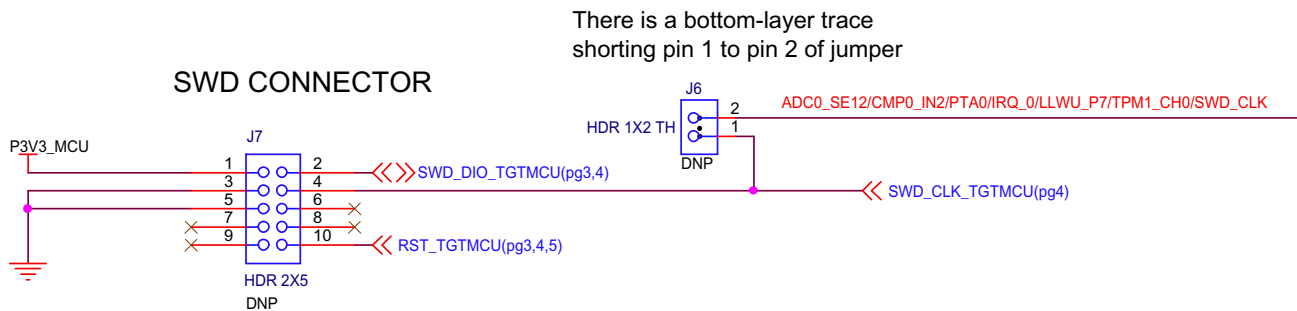 There is a bottom-layer trace
shorting pin 1 to pin 2 of jumper
SWD CONNECTOR
J6
2
ADC0_SE12/CMP0_IN2/PTA0/IRQ_0/LLWU_P7/TPM1_CH0/SWD_CLK
HDR 1X2 TH
1
DNP
J7
P3V3_MCU
1
2
SWD_DIO_TGTMCU(pg3,4)
3
4
SWD_CLK_TGTMCU(pg4)
5
6
7
8
9
10
RST_TGTMCU(pg3,4,5)
HDR 2X5
DNP